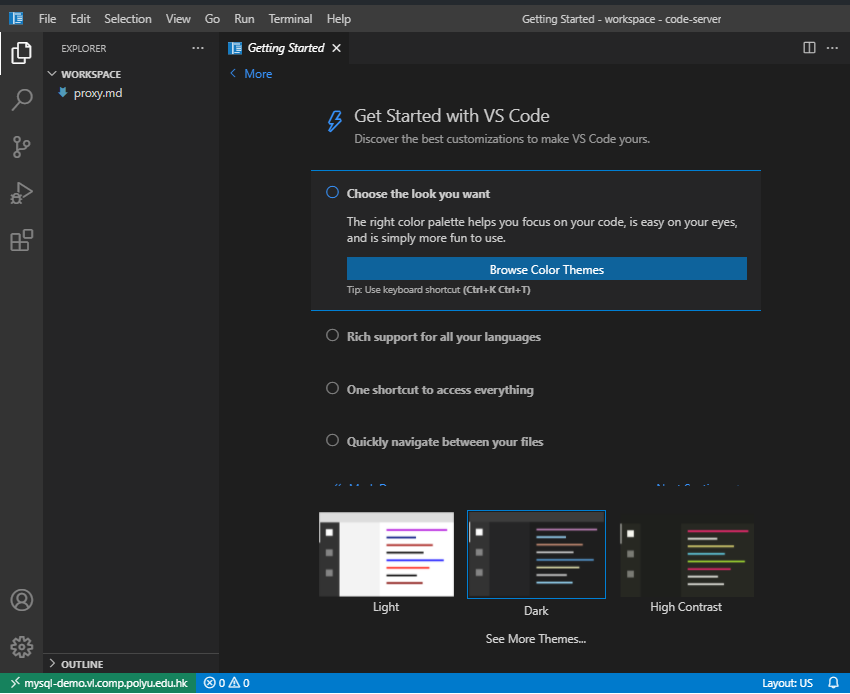 File Edit Selection View Go Run Terminal Help
Getting Started - workspace - code-server
EXPLORER
WORKSPACE
proxy.md
Getting Started
More
Get Started with VS Code
Discover the best customizations to make VS Code yours.
Choose the look you want
The right color palette helps you focus on your code, is easy on your eyes,
and is simply more fun to use.
Browse Color Themes
Tip: Use keyboard shortcut (Ctrl+K Ctrl+T)
Rich support for all your languages
One shortcut to access everything
Quickly navigate between your files
Light
Dark
High Contrast
See More Themes...
OUTLINE
mysql-demo.vl.comp.polyu.edu.hk 0 0 Layout: US